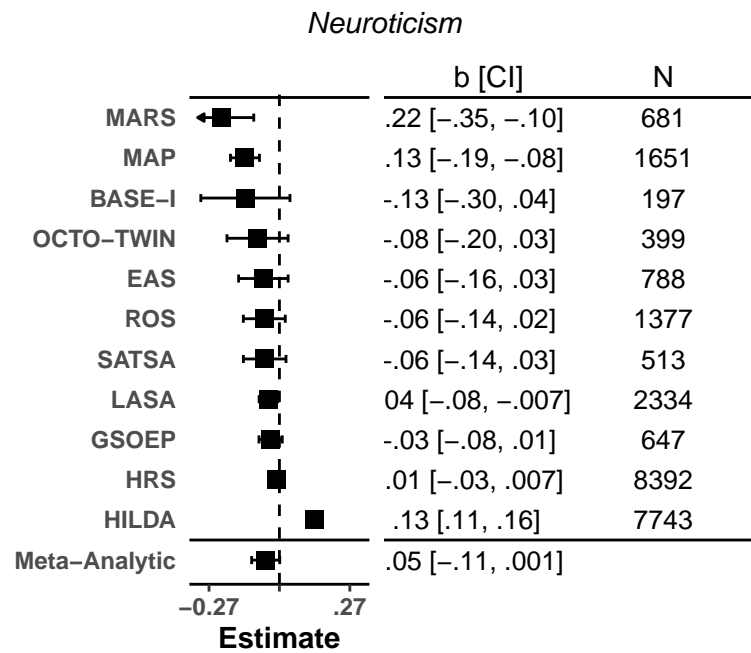 Neuroticism
b [CI] N
MARS .22 [−.35, −.10] 681
MAP .13 [−.19, −.08] 1651
BASE−I -.13 [−.30, .04] 197
OCTO−TWIN -.08 [−.20, .03] 399
EAS -.06 [−.16, .03] 788
ROS -.06 [−.14, .02] 1377
SATSA -.06 [−.14, .03] 513
LASA 04 [−.08, −.007] 2334
GSOEP -.03 [−.08, .01] 647
HRS .01 [−.03, .007] 8392
HILDA .13 [.11, .16] 7743
Meta−Analytic .05 [−.11, .001]
−0.27 .27
Estimate